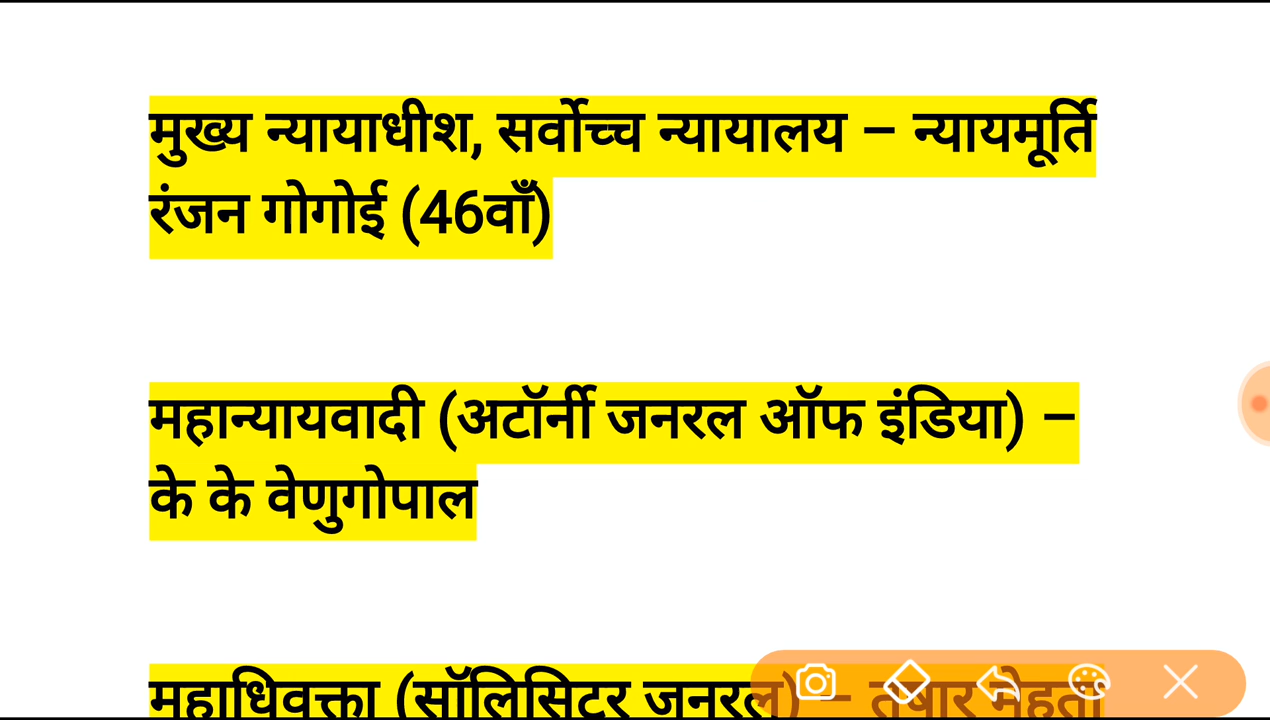 मुख्य न्यायाधीश, सर्वोच्च न्यायालय – न्यायमूर्ति
रंजन गोगोई (46वाँ)
महान्यायवादी (अटॉर्नी जनरल ऑफ इंडिया) –
के के वेणुगोपाल
महाधिवक्ता (सॉलिसिटर जनरल) – तुषार मेहता